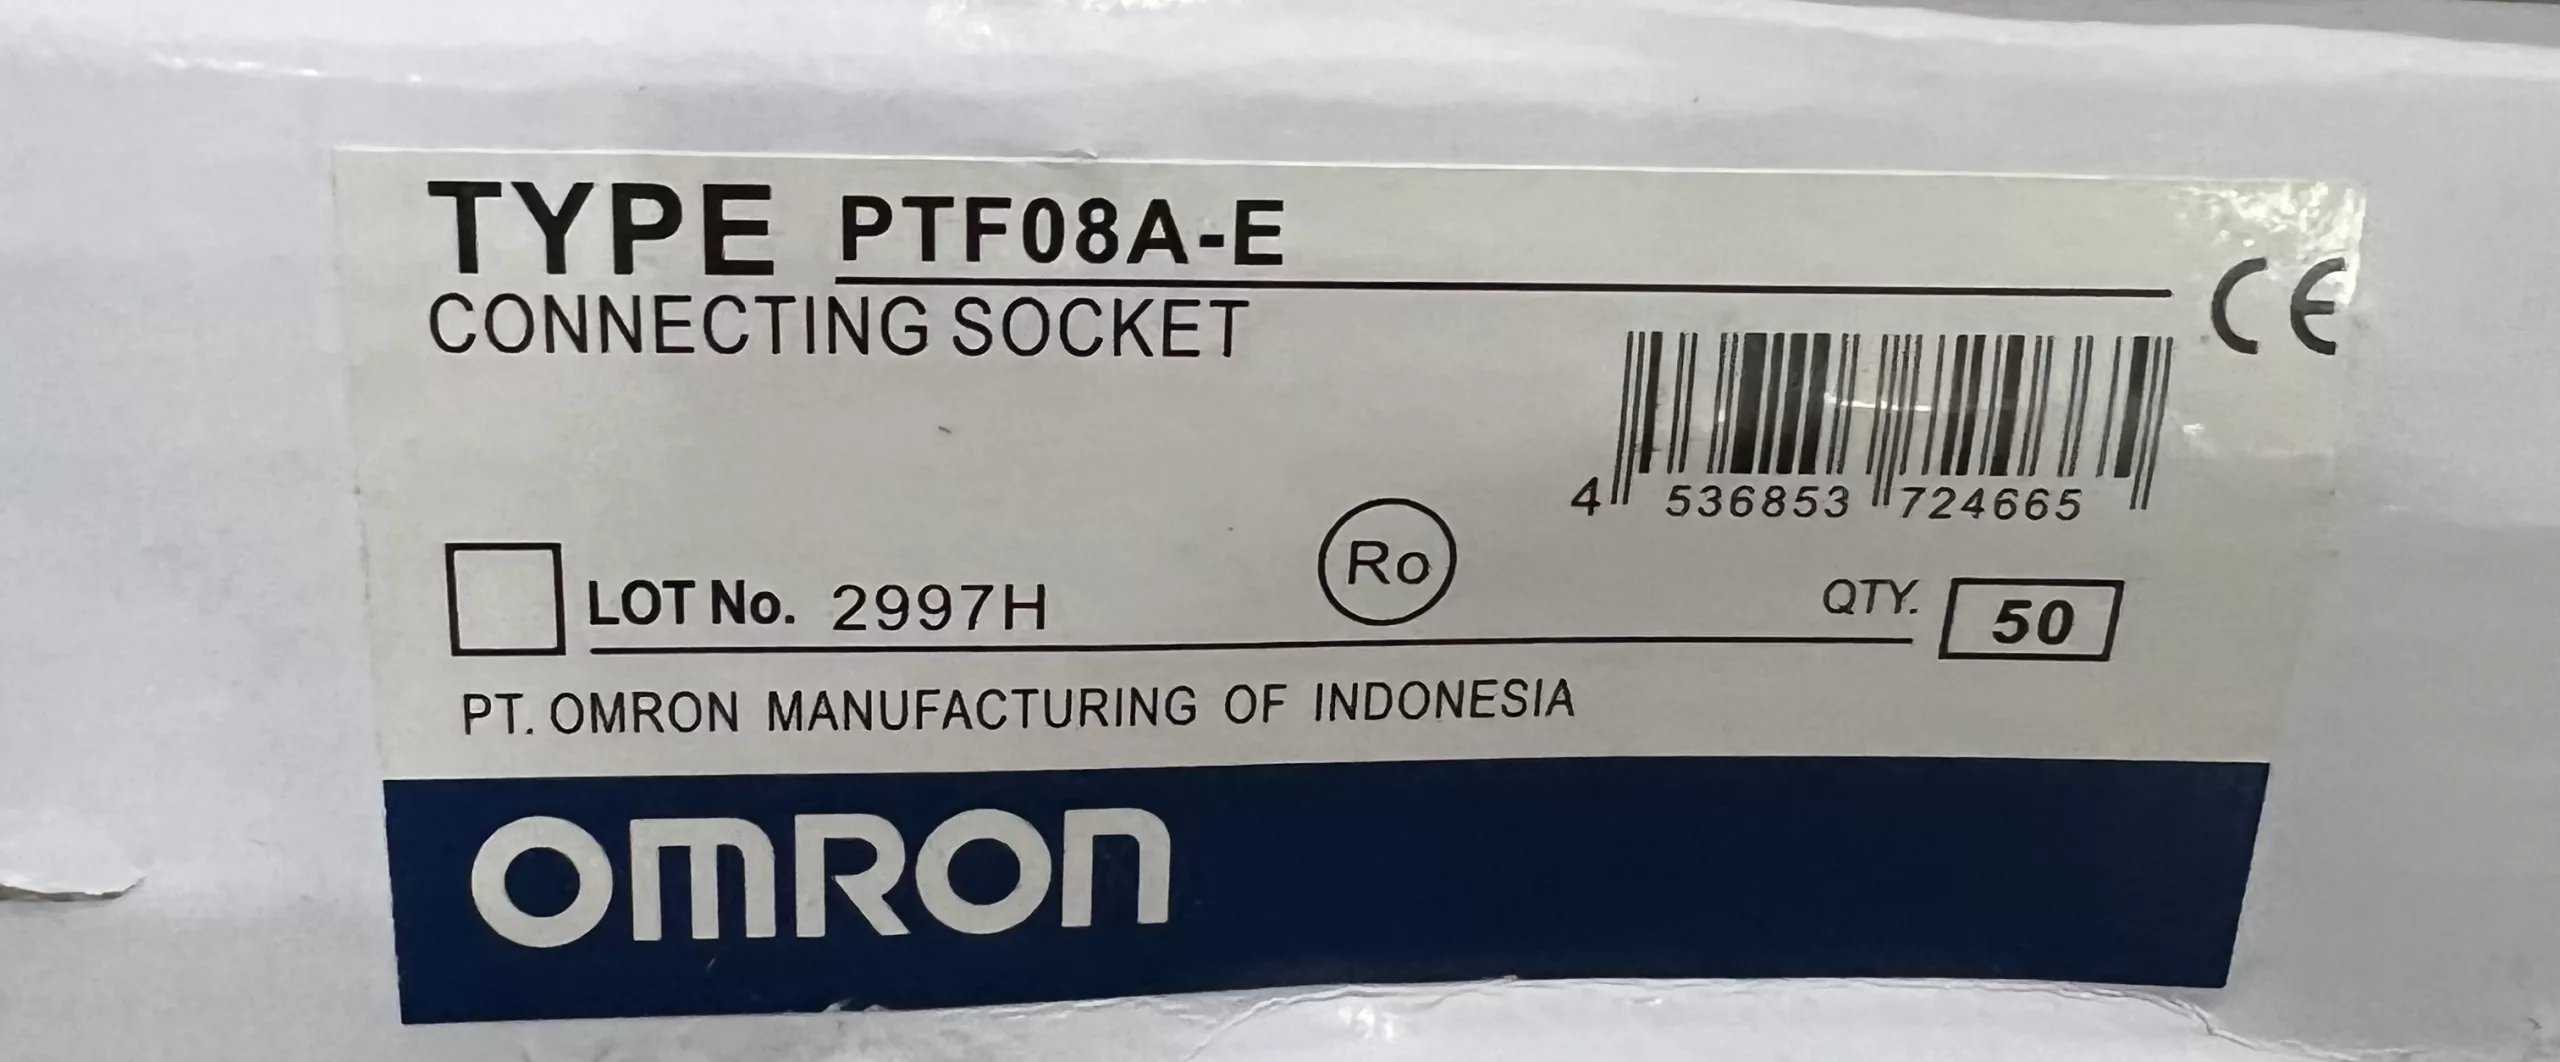 TYPE PTF08A-E
CONNECTING SOCKET
CE
4 536853 724665
LOT No. 2997H
Ro
QTY. 50
PT. OMRON MANUFACTURING OF INDONESIA
OMRON